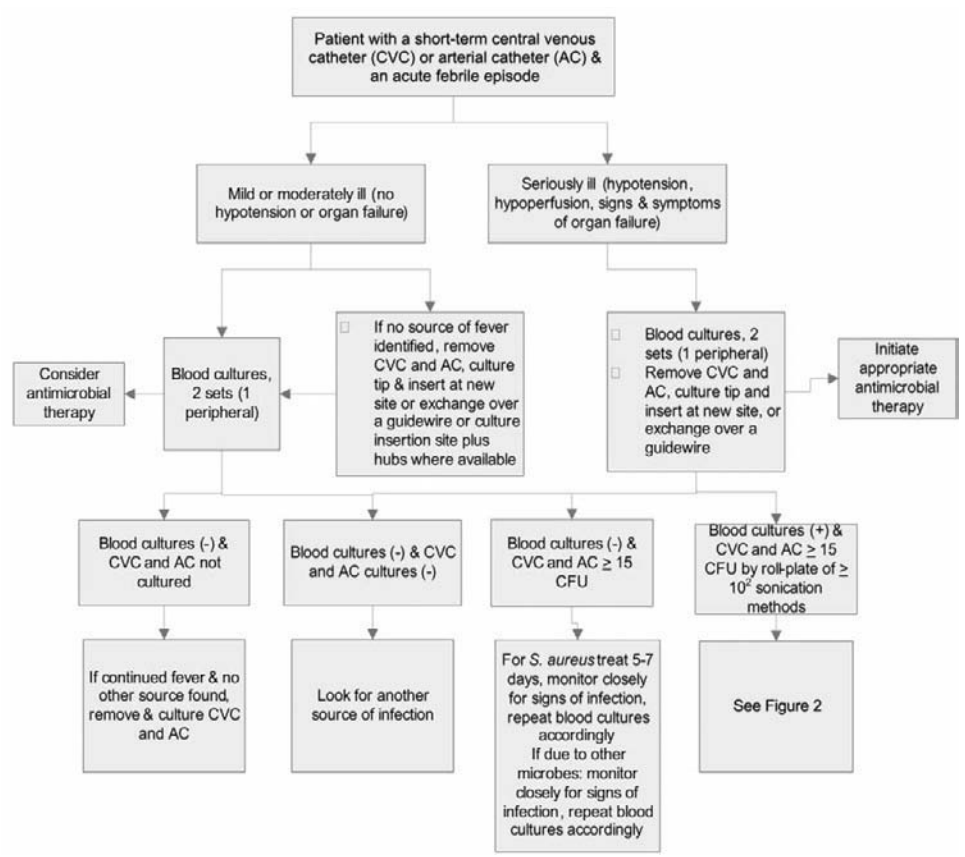 Patient with a short-term central venous
catheter (CVC) or arterial catheter (AC) &
an acute febrile episode
Mild or moderately ill (no
hypotension or organ failure)
Seriously ill (hypotension,
hypoperfusion, signs & symptoms
of organ failure)
Consider
antimicrobial
therapy
Blood cultures,
2 sets (1
peripheral)
If no source of fever
identified, remove
CVC and AC, culture
tip & insert at new
site or exchange over
a guidewire or culture
insertion site plus
hubs where available
Blood cultures, 2
sets (1 peripheral)
Remove CVC and
AC, culture tip and
insert at new site, or
exchange over a
guidewire
Initiate
appropriate
antimicrobial
therapy
Blood cultures (-) &
CVC and AC not
cultured
Blood cultures (-) & CVC
and AC cultures (-)
Blood cultures (-) &
CVC and AC ≥ 15
CFU
Blood cultures (+) &
CVC and AC ≥ 15
CFU by roll-plate of ≥
10² sonication
methods
If continued fever & no
other source found,
remove & culture CVC
and AC
Look for another
source of infection
For S. aureus treat 5-7
days, monitor closely
for signs of infection,
repeat blood cultures
accordingly
If due to other
microbes: monitor
closely for signs of
infection, repeat blood
cultures accordingly
See Figure 2